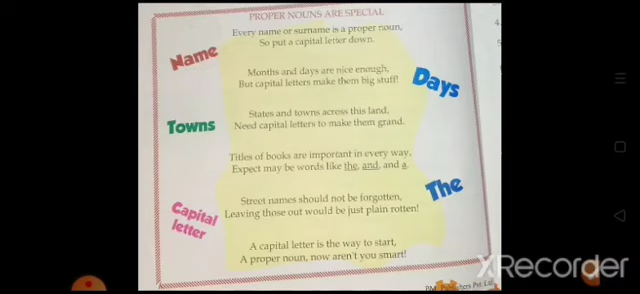 PROPER NOUNS ARE SPECIAL
Every name or surname is a proper noun,
So put a capital letter down.
Name
Months and days are nice enough,
But capital letters make them big stuff!
Days
States and towns across this land,
Need capital letters to make them grand.
Towns
Titles of books are important in every way,
Expect may be words like the, and, and a.
The
Street names should not be forgotten,
Leaving those out would be just plain rotten!
Capital
letter
A capital letter is the way to start,
A proper noun, now aren't you smart!
XRecorder
4.
5